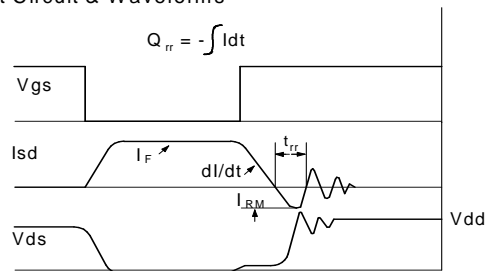 t Circuit & Waveforms
Q rr = - ∫ Idt
Vgs
Isd
I F
dI/dt
t rr
I RM
Vdd
Vds